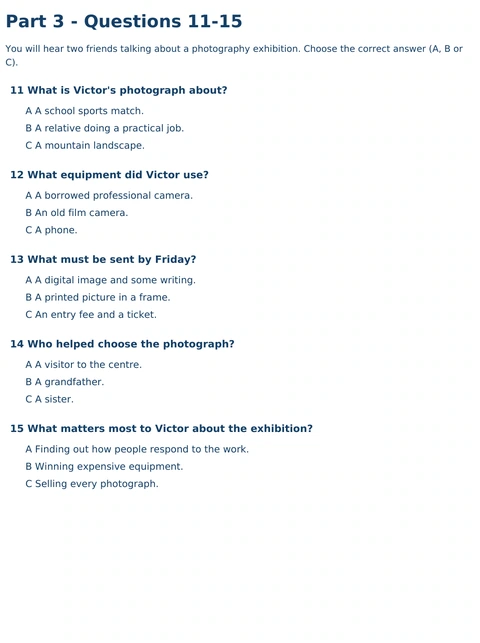 Part 3 - Questions 11-15
You will hear two friends talking about a photography exhibition. Choose the correct answer (A, B or
C).
11 What is Victor's photograph about?
A A school sports match.
B A relative doing a practical job.
C A mountain landscape.
12 What equipment did Victor use?
A A borrowed professional camera.
B An old film camera.
C A phone.
13 What must be sent by Friday?
A A digital image and some writing.
B A printed picture in a frame.
C An entry fee and a ticket.
14 Who helped choose the photograph?
A A visitor to the centre.
B A grandfather.
C A sister.
15 What matters most to Victor about the exhibition?
A Finding out how people respond to the work.
B Winning expensive equipment.
C Selling every photograph.